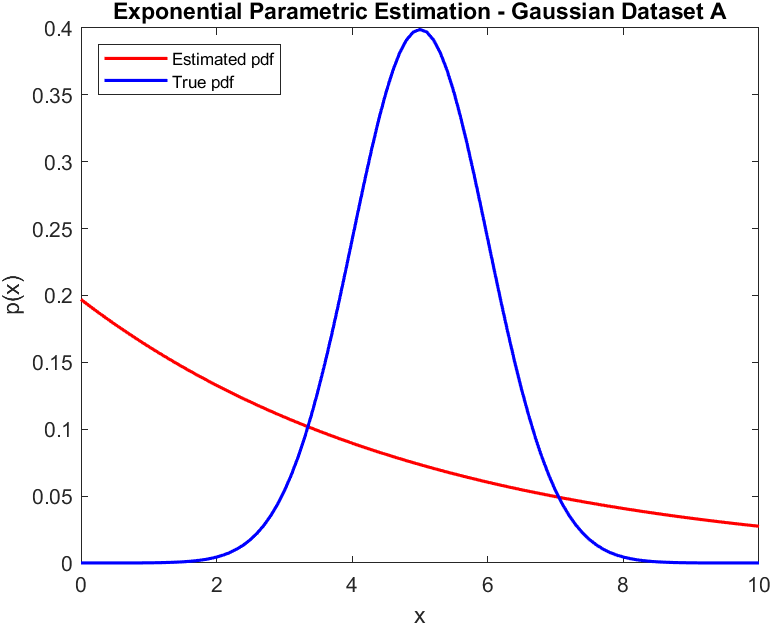 Exponential Parametric Estimation - Gaussian Dataset A
Estimated pdf
True pdf
0.4
0.35
0.3
0.25
0.2
0.15
0.1
0.05
0
p(x)
0 2 4 6 8 10
x